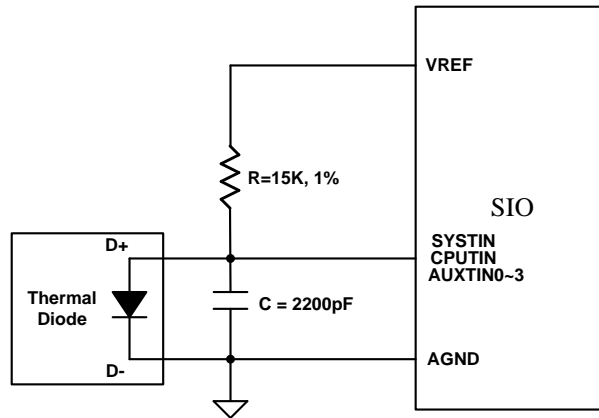 VREF
R=15K, 1%
SIO
D+
SYSTIN
CPUTIN
AUXTIN0~3
Thermal
Diode
C = 2200pF
D-
AGND